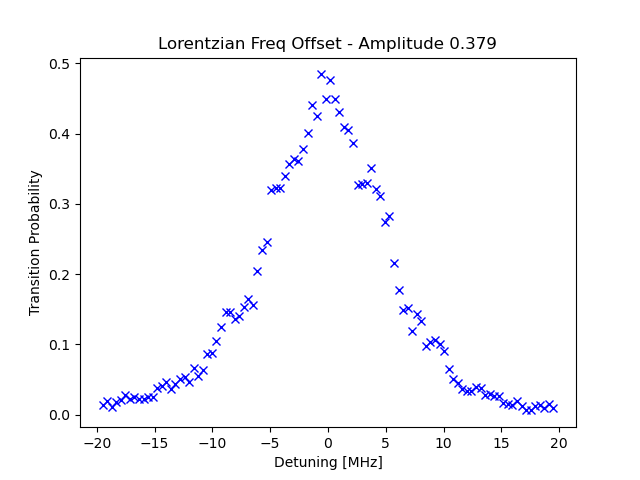 Lorentzian Freq Offset - Amplitude 0.379
0.5
0.4
0.3
0.2
0.1
0.0
Transition Probability
−20 −15 −10 −5 0 5 10 15 20
Detuning [MHz]